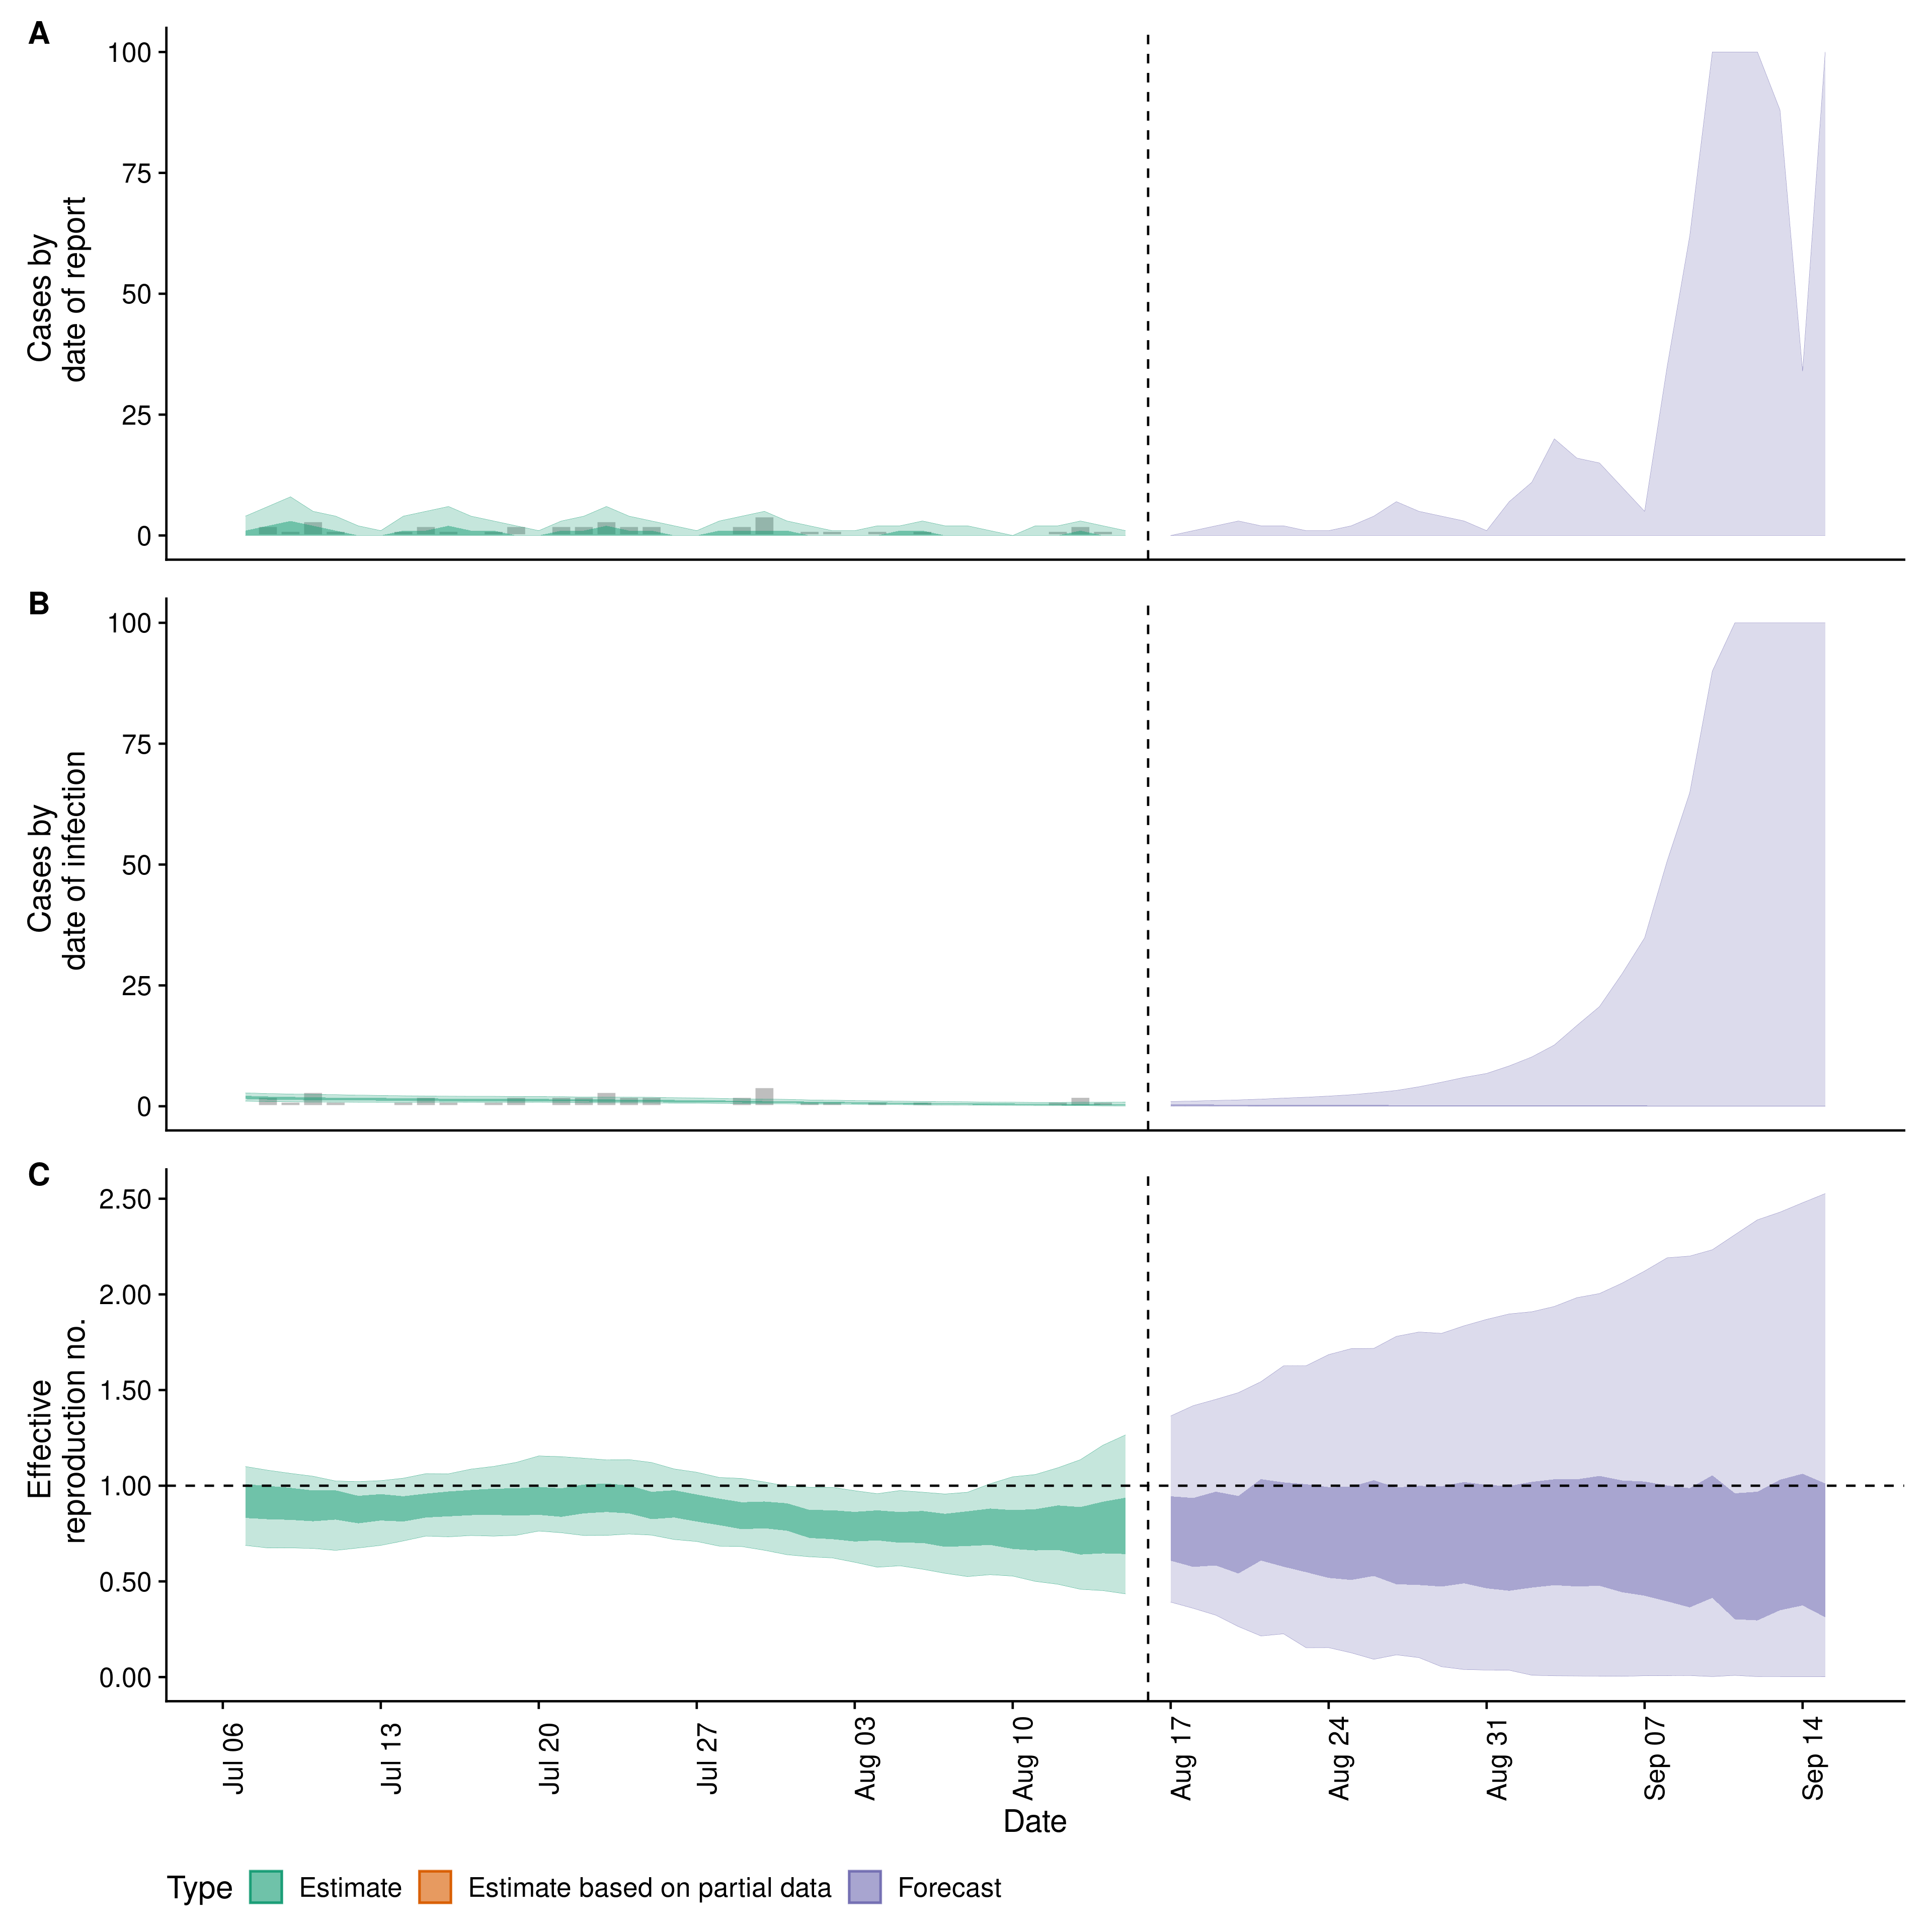 A
100
75
50
25
0
Cases by
date of report
B
100
75
50
25
0
Cases by
date of infection
C
2.50
2.00
1.50
1.00
0.50
0.00
Effective
reproduction no.
Jul 06
Jul 13
Jul 20
Jul 27
Aug 03
Aug 10
Aug 17
Aug 24
Aug 31
Sep 07
Sep 14
Date
Type Estimate Estimate based on partial data Forecast